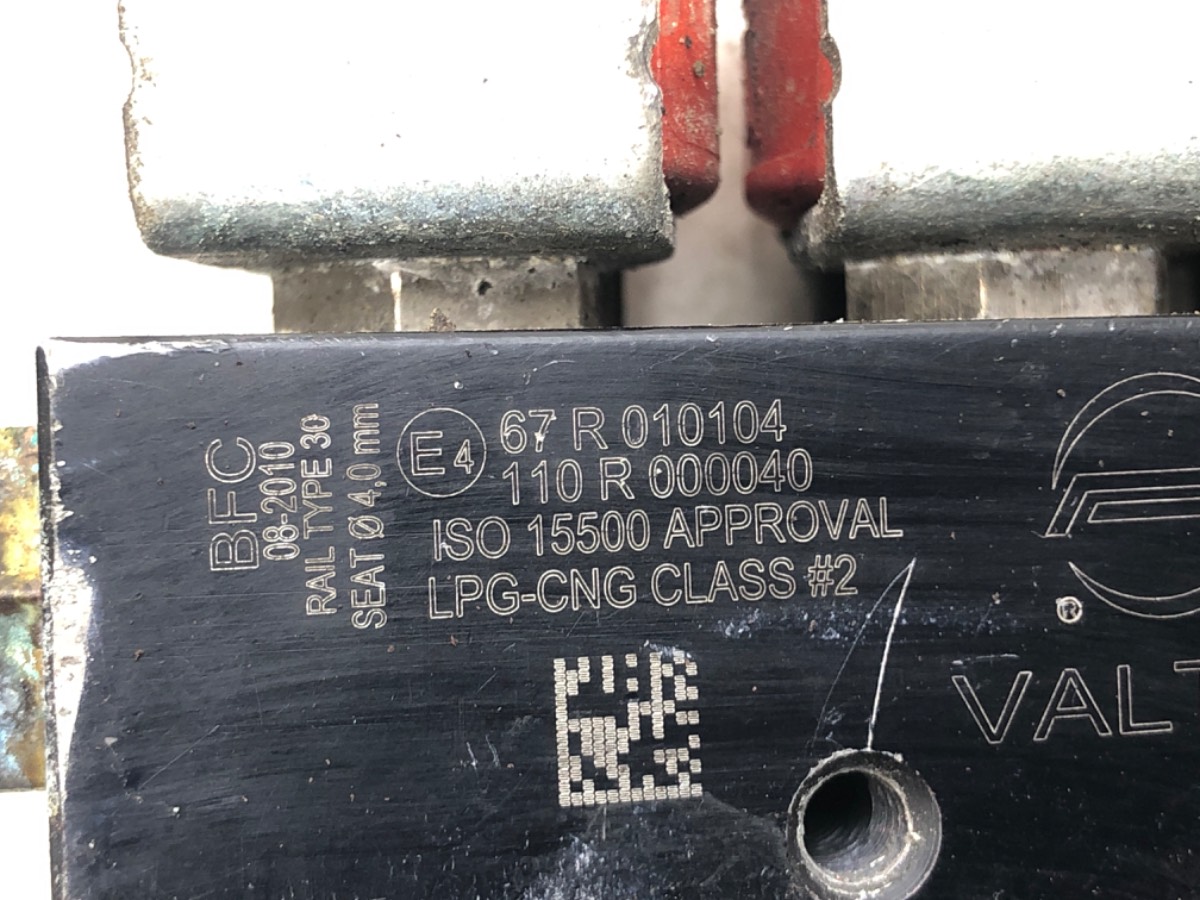 BFC
08-2010
RAIL TYPE 30
SEAT Ø 4,0 mm
E4
67 R 010104
110 R 000040
ISO 15500 APPROVAL
LPG-CNG CLASS #2
®
VALT